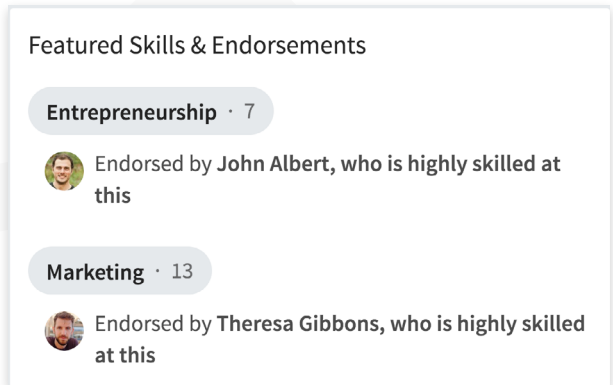 Featured Skills & Endorsements
Entrepreneurship · 7
Endorsed by John Albert, who is highly skilled at
this
Marketing · 13
Endorsed by Theresa Gibbons, who is highly skilled
at this